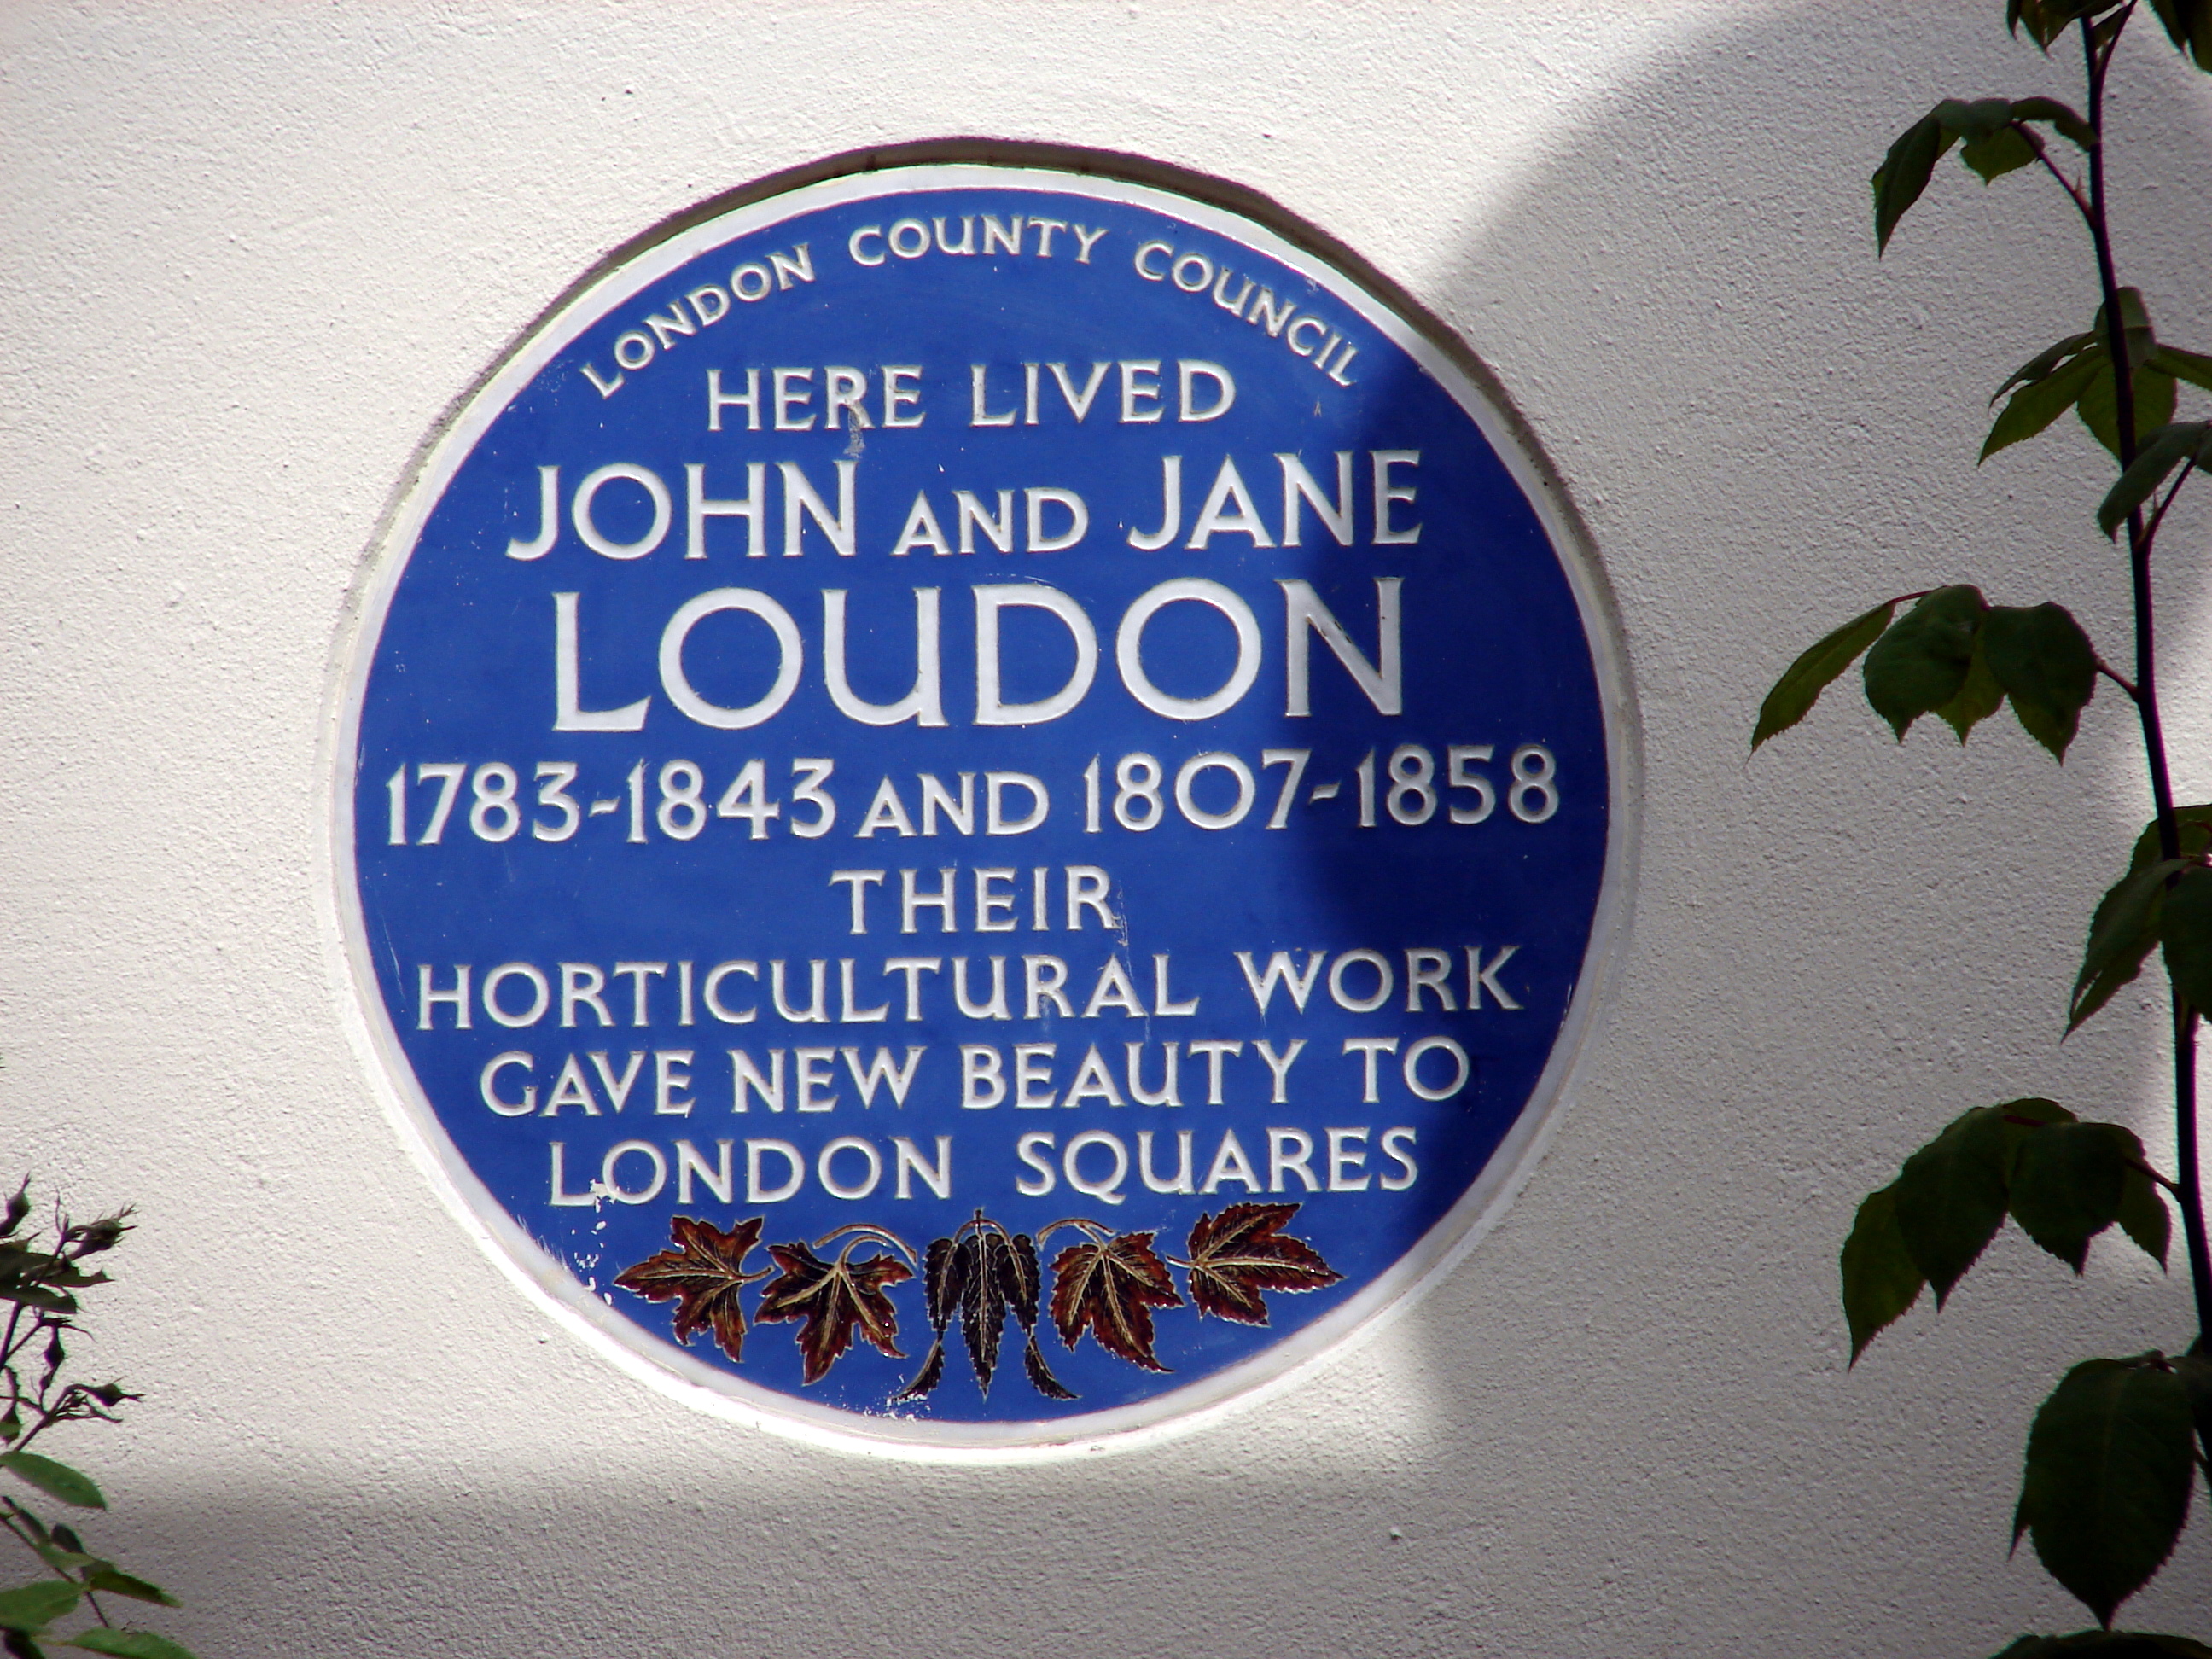 LONDON COUNTY COUNCIL
HERE LIVED
JOHN AND JANE
LOUDON
1783-1843 AND 1807-1858
THEIR
HORTICULTURAL WORK
GAVE NEW BEAUTY TO
LONDON SQUARES